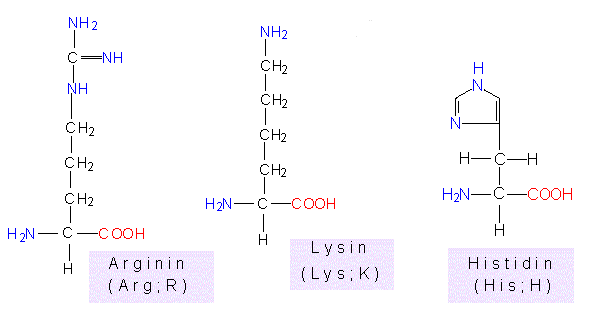 NH2
C NH
NH
CH2
CH2
CH2
H2N C COOH
H
Arginin
(Arg;R)
NH2
CH2
CH2
CH2
CH2
H2N C COOH
H
Lysin
(Lys;K)
H
N
N
H C H
H2N C COOH
H
Histidin
(His;H)